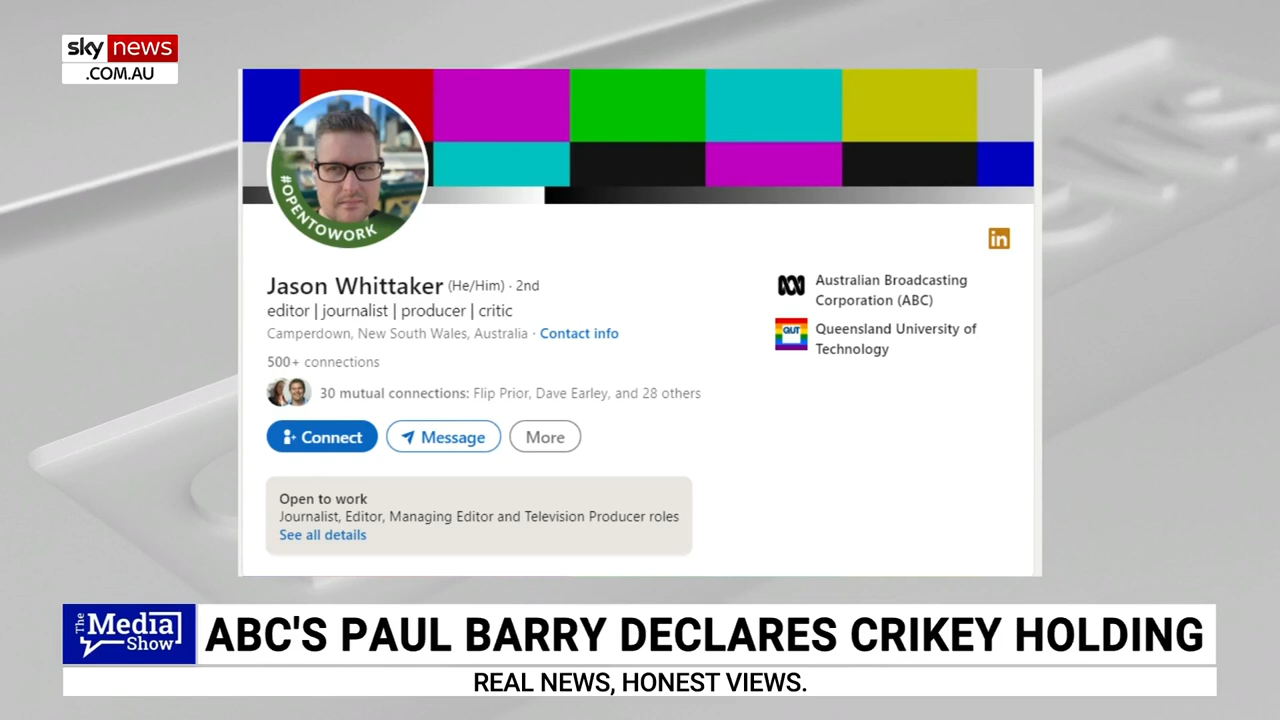 sky news
.COM.AU
#OPENTOWORK
in
Jason Whittaker (He/Him) · 2nd
editor | journalist | producer | critic
Camperdown, New South Wales, Australia · Contact info
500+ connections
30 mutual connections: Flip Prior, Dave Earley, and 28 others
Connect
Message
More
Australian Broadcasting
Corporation (ABC)
QUT
Queensland University of
Technology
Open to work
Journalist, Editor, Managing Editor and Television Producer roles
See all details
The Media Show
ABC'S PAUL BARRY DECLARES CRIKEY HOLDING
REAL NEWS, HONEST VIEWS.